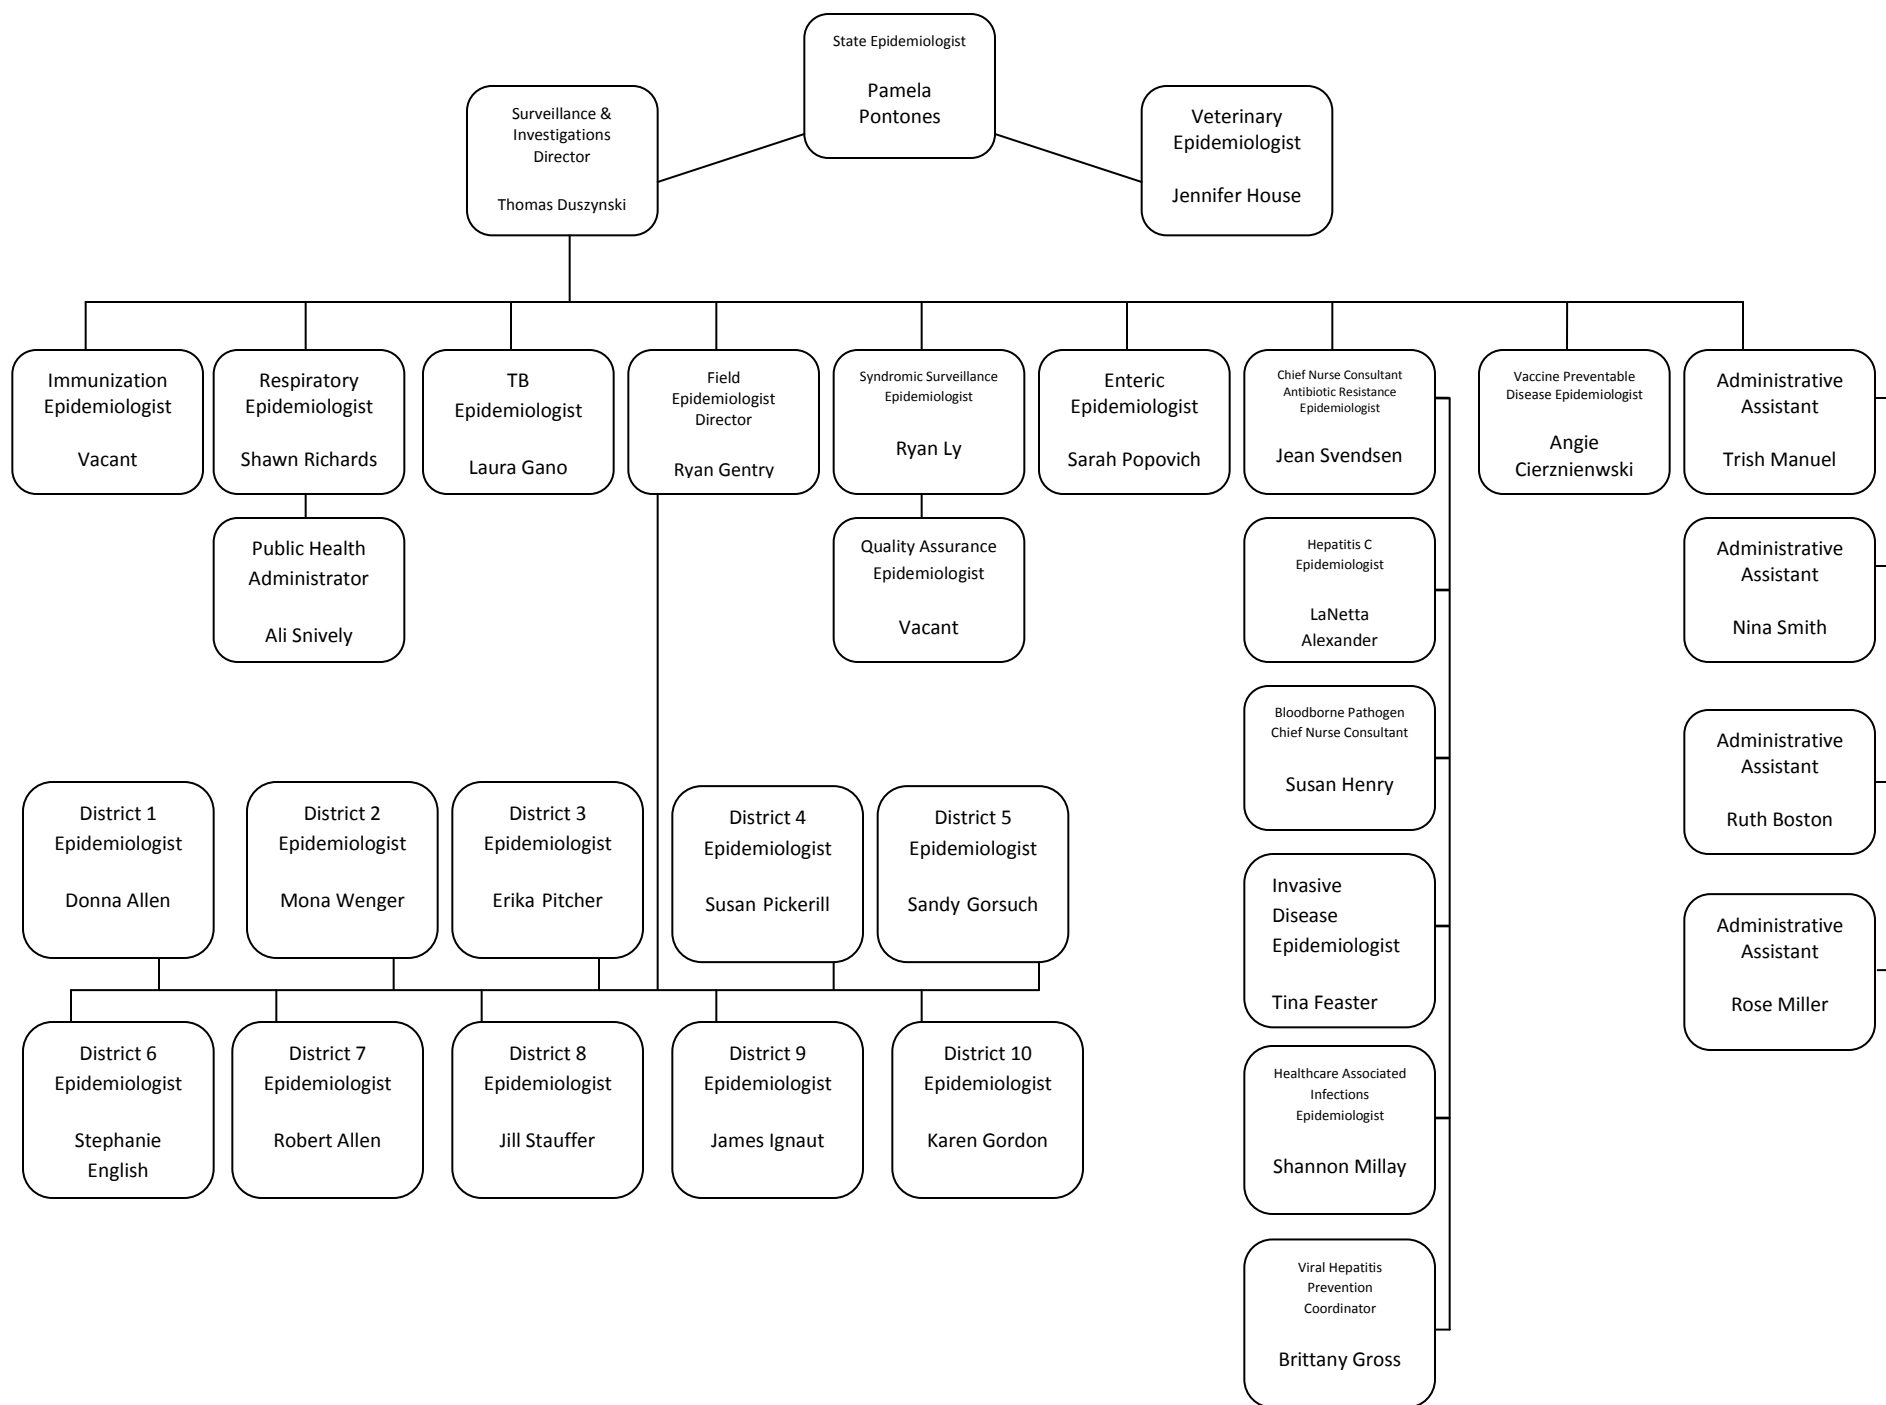 State Epidemiologist
Pamela
Pontones
Surveillance &
Investigations
Director
Thomas Duszynski
Veterinary
Epidemiologist
Jennifer House
Immunization
Epidemiologist
Vacant
Respiratory
Epidemiologist
Shawn Richards
TB
Epidemiologist
Laura Gano
Field
Epidemiologist
Director
Ryan Gentry
Syndromic Surveillance
Epidemiologist
Ryan Ly
Enteric
Epidemiologist
Sarah Popovich
Chief Nurse Consultant
Antibiotic Resistance
Epidemiologist
Jean Svendsen
Vaccine Preventable
Disease Epidemiologist
Angie
Cierznienwski
Administrative
Assistant
Trish Manuel
Public Health
Administrator
Ali Snively
Quality Assurance
Epidemiologist
Vacant
Hepatitis C
Epidemiologist
LaNetta
Alexander
Administrative
Assistant
Nina Smith
Bloodborne Pathogen
Chief Nurse Consultant
Susan Henry
Administrative
Assistant
Ruth Boston
District 1
Epidemiologist
Donna Allen
District 2
Epidemiologist
Mona Wenger
District 3
Epidemiologist
Erika Pitcher
District 4
Epidemiologist
Susan Pickerill
District 5
Epidemiologist
Sandy Gorsuch
Invasive
Disease
Epidemiologist
Tina Feaster
Administrative
Assistant
Rose Miller
District 6
Epidemiologist
Stephanie
English
District 7
Epidemiologist
Robert Allen
District 8
Epidemiologist
Jill Stauffer
District 9
Epidemiologist
James Ignaut
District 10
Epidemiologist
Karen Gordon
Healthcare Associated
Infections
Epidemiologist
Shannon Millay
Viral Hepatitis
Prevention
Coordinator
Brittany Gross